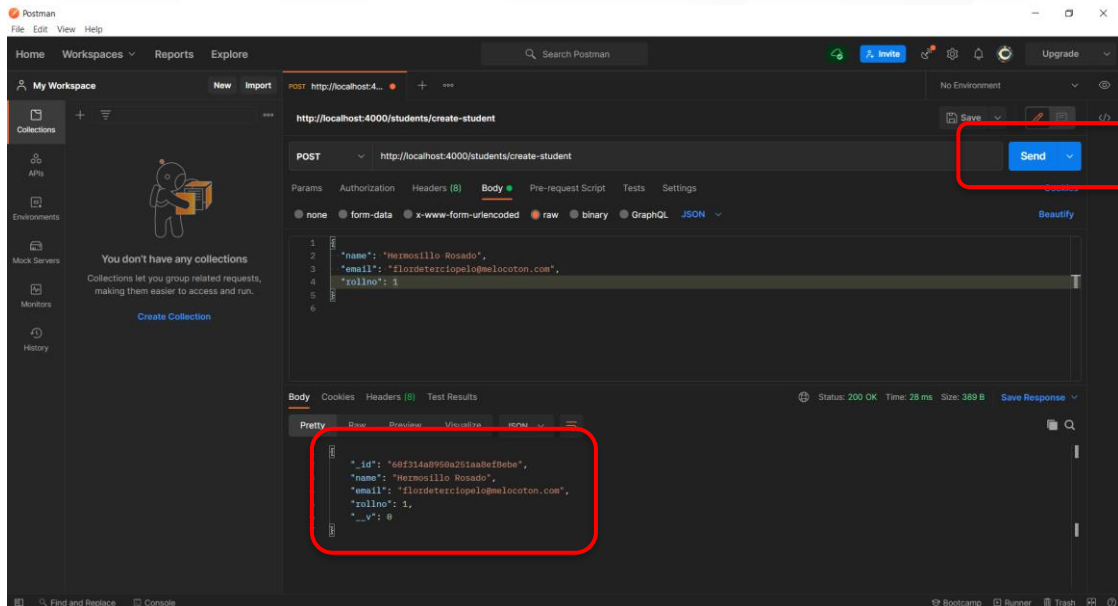 Postman
File Edit View Help
Home Workspaces Reports Explore Search Postman Invite Upgrade
My Workspace New Import POST http://localhost:4... No Environment
Collections
APIs
Environments
Mock Servers
Monitors
History
You don't have any collections
Collections let you group related requests,
making them easier to access and run.
Create Collection
http://localhost:4000/students/create-student Save
POST http://localhost:4000/students/create-student Send
Params Authorization Headers (8) Body Pre-request Script Tests Settings Cookies
none form-data x-www-form-urlencoded raw binary GraphQL JSON Beautify
1 {
2 "name": "Hermosillo Rosado",
3 "email": "flordeterciopelo@melocoton.com",
4 "rollno": 1
5 }
6
Body Cookies Headers (8) Test Results Status: 200 OK Time: 28 ms Size: 389 B Save Response
Pretty Raw Preview Visualize JSON
{
"_id": "60f314a8950a251aa8ef8ebe",
"name": "Hermosillo Rosado",
"email": "flordeterciopelo@melocoton.com",
"rollno": 1,
"__v": 0
}
Find and Replace Console Bootcamp Runner Trash